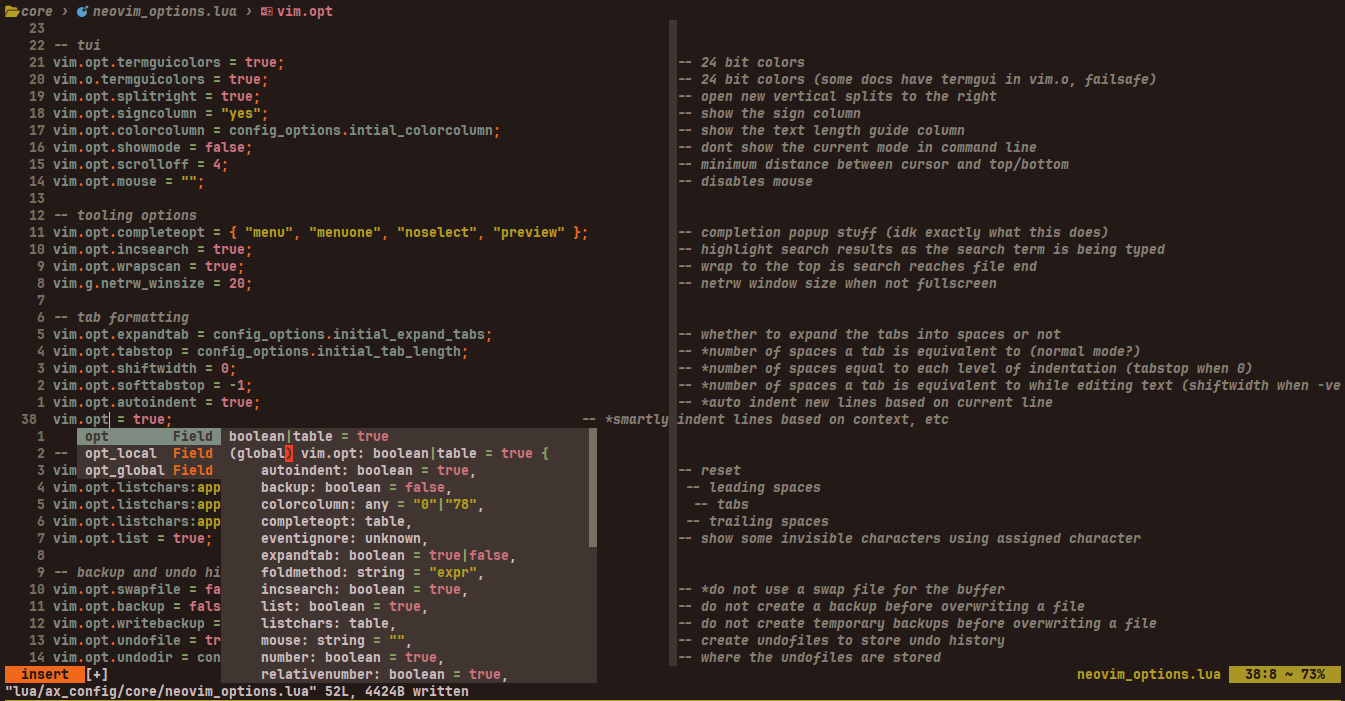 core › neovim_options.lua › vim.opt
23
22 -- tui
21 vim.opt.termguicolors = true; -- 24 bit colors
20 vim.o.termguicolors = true; -- 24 bit colors (some docs have termgui in vim.o, failsafe)
19 vim.opt.splitright = true; -- open new vertical splits to the right
18 vim.opt.signcolumn = "yes"; -- show the sign column
17 vim.opt.colorcolumn = config_options.intial_colorcolumn; -- show the text length guide column
16 vim.opt.showmode = false; -- dont show the current mode in command line
15 vim.opt.scrolloff = 4; -- minimum distance between cursor and top/bottom
14 vim.opt.mouse = ""; -- disables mouse
13
12 -- tooling options
11 vim.opt.completeopt = { "menu", "menuone", "noselect", "preview" }; -- completion popup stuff (idk exactly what this does)
10 vim.opt.incsearch = true; -- highlight search results as the search term is being typed
9 vim.opt.wrapscan = true; -- wrap to the top is search reaches file end
8 vim.g.netrw_winsize = 20; -- netrw window size when not fullscreen
7
6 -- tab formatting
5 vim.opt.expandtab = config_options.initial_expand_tabs; -- whether to expand the tabs into spaces or not
4 vim.opt.tabstop = config_options.initial_tab_length; -- *number of spaces a tab is equivalent to (normal mode?)
3 vim.opt.shiftwidth = 0; -- *number of spaces equal to each level of indentation (tabstop when 0)
2 vim.opt.softtabstop = -1; -- *number of spaces a tab is equivalent to while editing text (shiftwidth when -ve
1 vim.opt.autoindent = true; -- *auto indent new lines based on current line
38 vim.opt = true; -- *smartly indent lines based on context, etc
1 opt Field boolean|table = true
2 -- opt_local Field (global) vim.opt: boolean|table = true {
3 vim opt_global Field autoindent: boolean = true, -- reset
4 vim.opt.listchars:app backup: boolean = false, -- leading spaces
5 vim.opt.listchars:app colorcolumn: any = "0"|"78", -- tabs
6 vim.opt.listchars:app completeopt: table, -- trailing spaces
7 vim.opt.list = true; eventignore: unknown, -- show some invisible characters using assigned character
8 expandtab: boolean = true|false,
9 -- backup and undo hi foldmethod: string = "expr",
10 vim.opt.swapfile = fa incsearch: boolean = true, -- *do not use a swap file for the buffer
11 vim.opt.backup = fals list: boolean = true, -- do not create a backup before overwriting a file
12 vim.opt.writebackup = listchars: table, -- do not create temporary backups before overwriting a file
13 vim.opt.undofile = tr mouse: string = "", -- create undofiles to store undo history
14 vim.opt.undodir = con number: boolean = true, -- where the undofiles are stored
insert [+] relativenumber: boolean = true, neovim_options.lua 38:8 ~ 73%
"lua/ax_config/core/neovim_options.lua" 52L, 4424B written